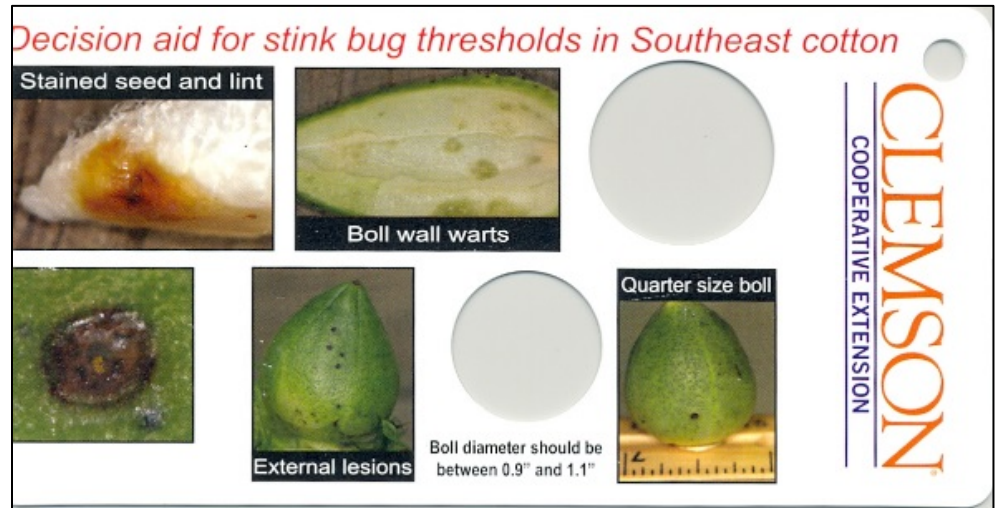 Decision aid for stink bug thresholds in Southeast cotton
Stained seed and lint
Boll wall warts
External lesions
Boll diameter should be
between 0.9" and 1.1"
Quarter size boll
CLEMSON®
COOPERATIVE EXTENSION